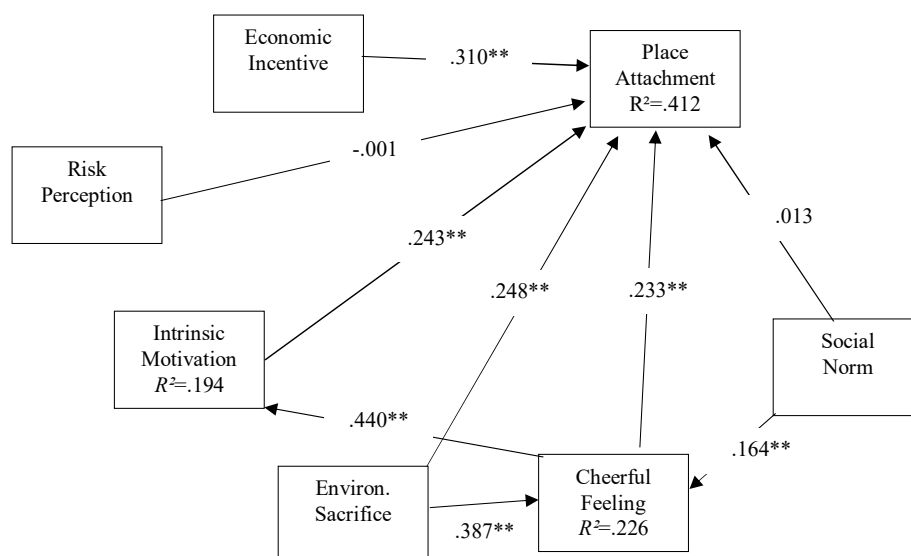 Economic
Incentive
.310**
Place
Attachment
R²=.412
Risk
Perception
-.001
.013
.243**
.248**
.233**
Intrinsic
Motivation
R²=.194
Social
Norm
.440**
.164**
Environ.
Sacrifice
.387**
Cheerful
Feeling
R²=.226